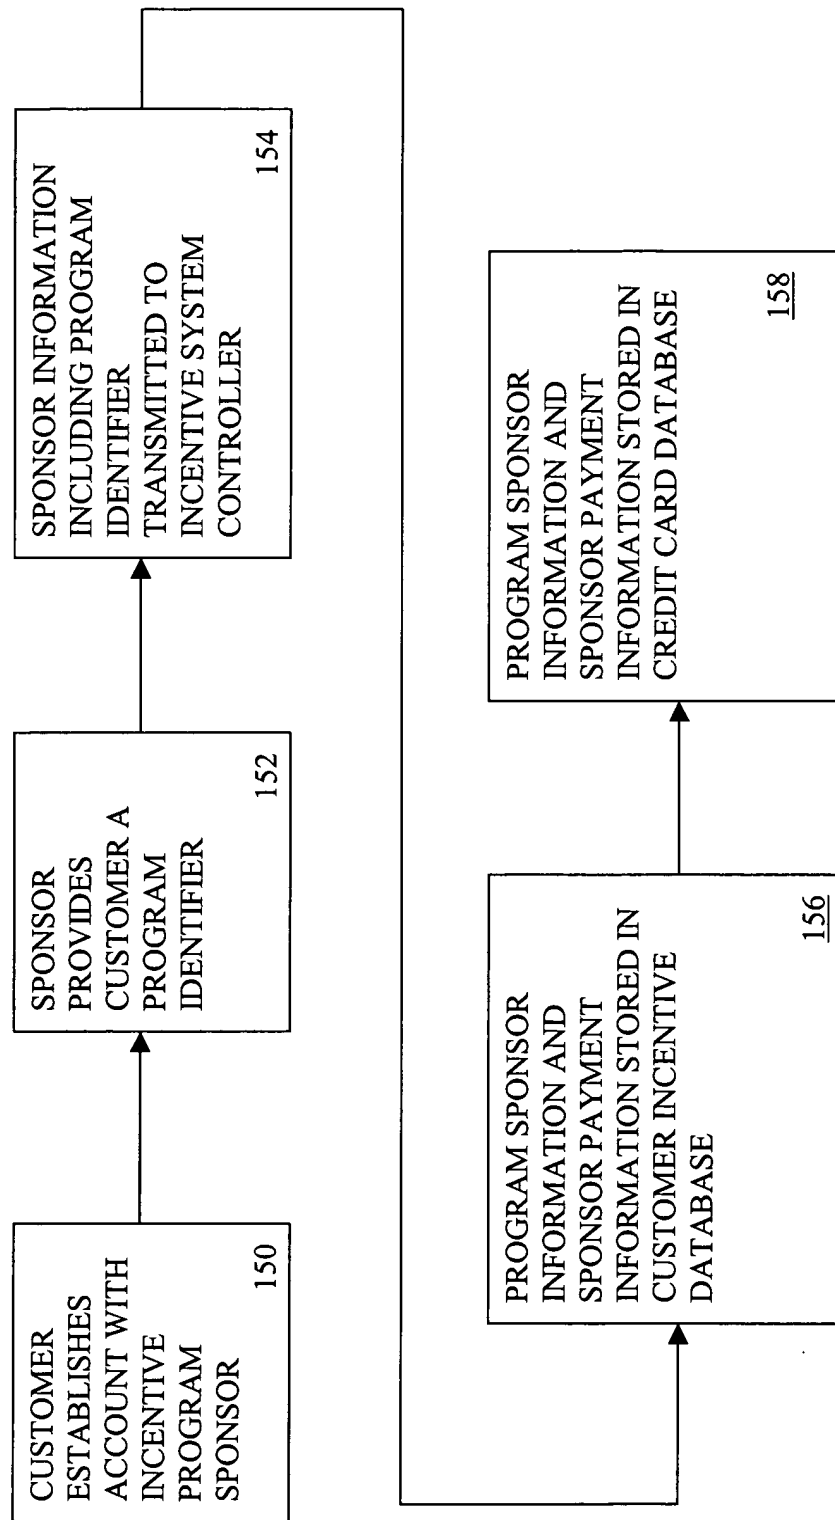 CUSTOMER
ESTABLISHES
ACCOUNT WITH
INCENTIVE
PROGRAM
SPONSOR
150
SPONSOR
PROVIDES
CUSTOMER A
PROGRAM
IDENTIFIER
152
SPONSOR INFORMATION
INCLUDING PROGRAM
IDENTIFIER
TRANSMITTED TO
INCENTIVE SYSTEM
CONTROLLER
154
PROGRAM SPONSOR
INFORMATION AND
SPONSOR PAYMENT
INFORMATION STORED IN
CUSTOMER INCENTIVE
DATABASE
156
PROGRAM SPONSOR
INFORMATION AND
SPONSOR PAYMENT
INFORMATION STORED IN
CREDIT CARD DATABASE
158